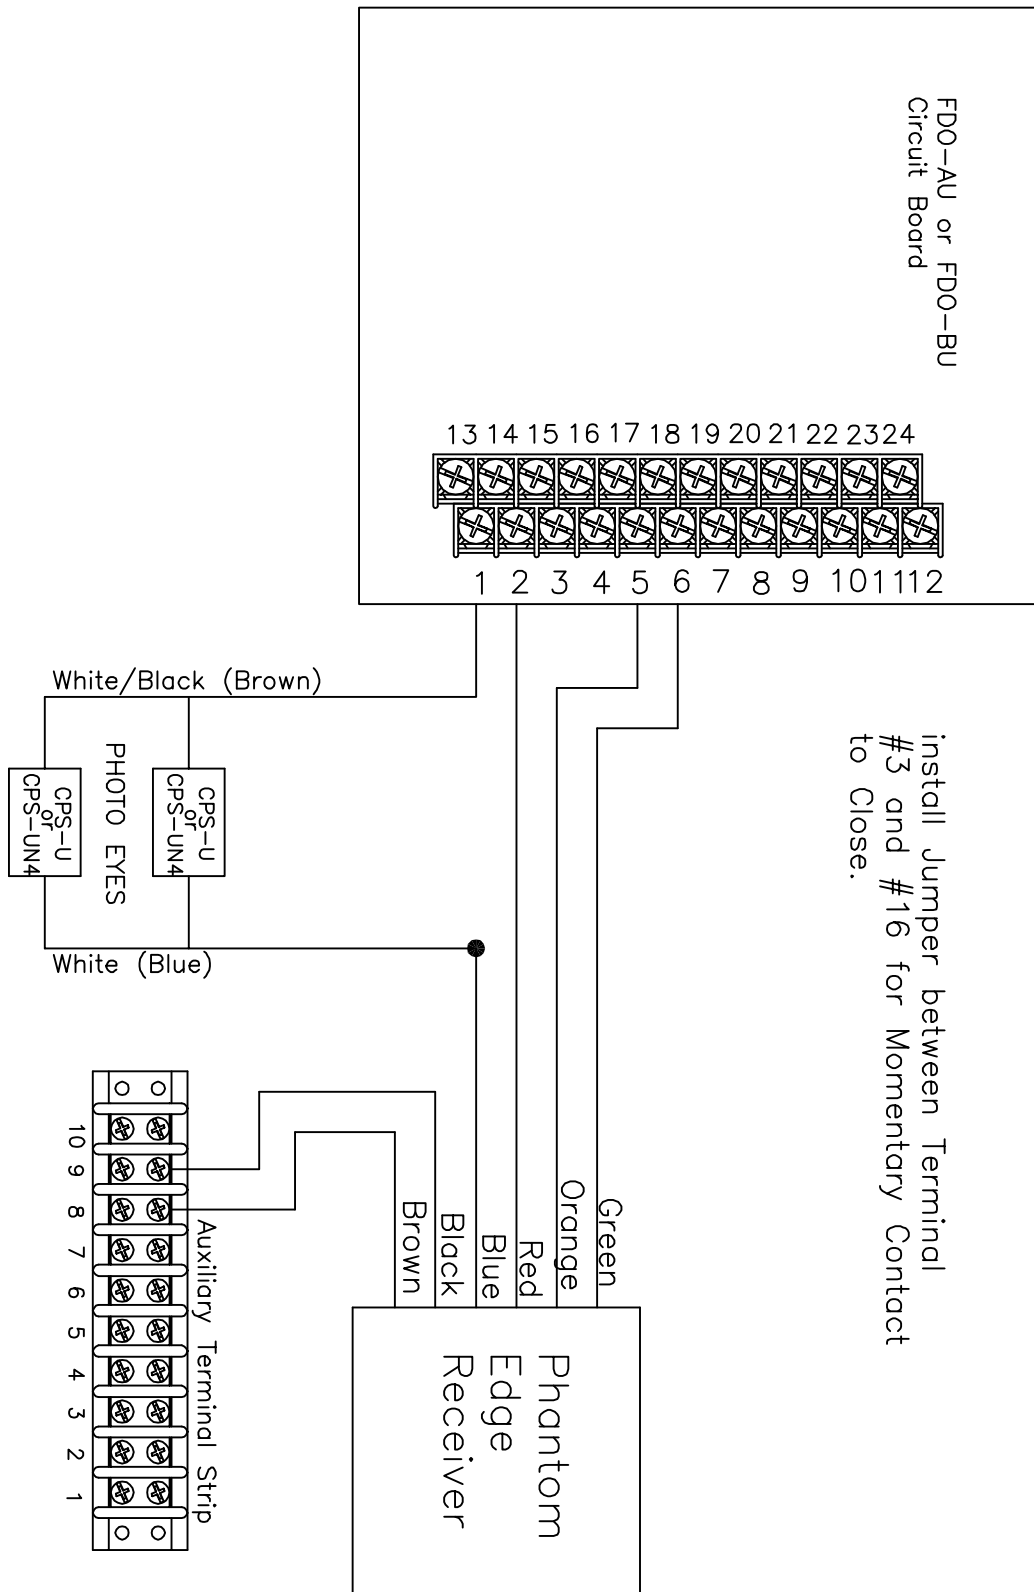 FDO-AU or FDO-BU
Circuit Board
13 14 15 16 17 18 19 20 21 22 23 24
1 2 3 4 5 6 7 8 9 10 11 12
install Jumper between Terminal
#3 and #16 for Momentary Contact
to Close.
White/Black (Brown)
PHOTO EYES
CPS-U
or
CPS-UN4
CPS-U
or
CPS-UN4
White (Blue)
Green
Orange
Red
Blue
Black
Brown
Phantom
Edge
Receiver
Auxiliary Terminal Strip
10 9 8 7 6 5 4 3 2 1